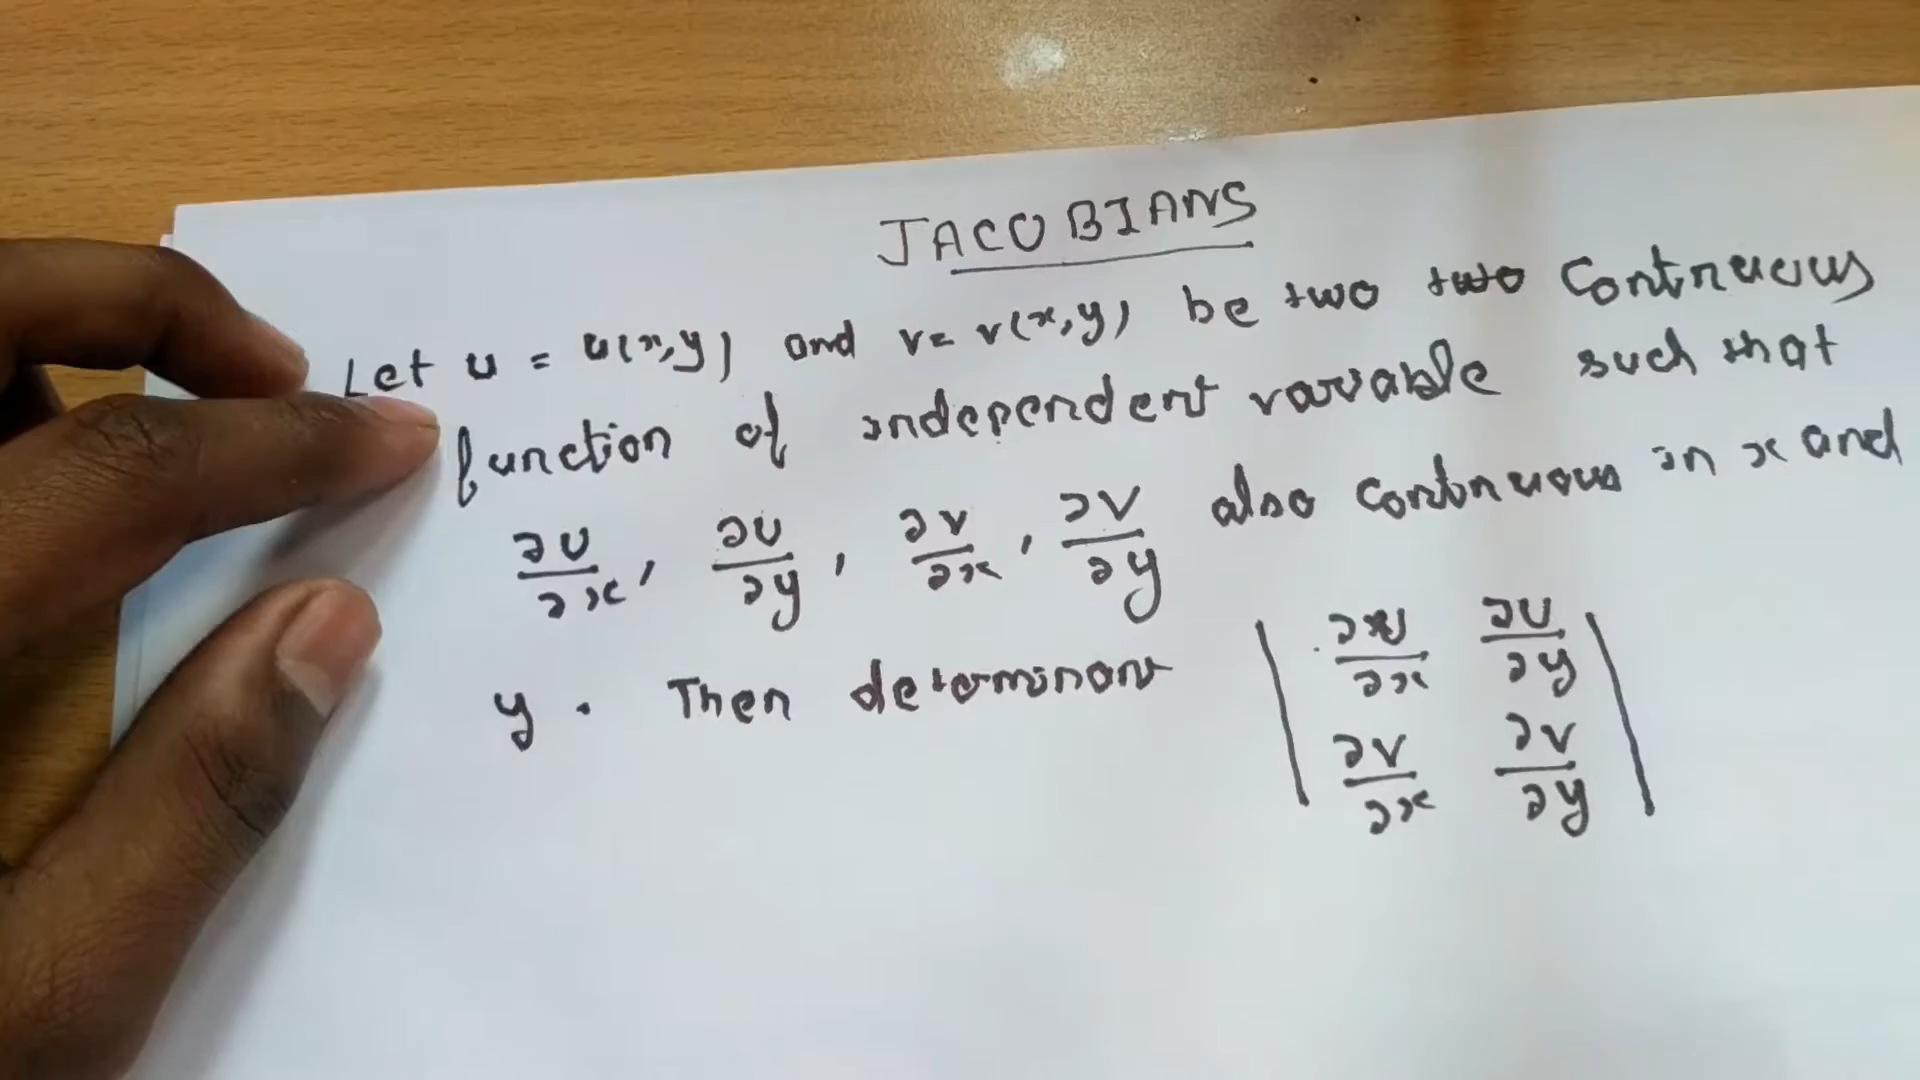 JACOBIANS
Let u = u(x,y) and v= v(x,y) be two two Continuous
function of independent variable such that
∂U/∂x, ∂U/∂y, ∂v/∂x, ∂V/∂y also continuous in x and
y. Then determinant | ∂U/∂x ∂U/∂y |
| ∂v/∂x ∂v/∂y |